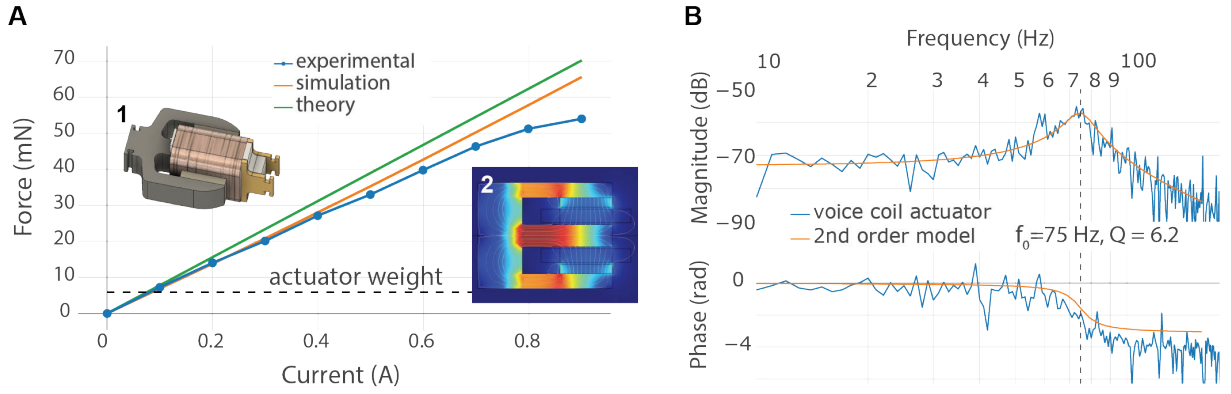 A
70
60
50
40
30
20
10
0
Force (mN)
experimental
simulation
theory
1
2
actuator weight
0
0.2
0.4
0.6
0.8
Current (A)
B
Frequency (Hz)
10
100
2
3
4
5
6
7
8
9
−50
−70
−90
Magnitude (dB)
voice coil actuator
2nd order model
f0=75 Hz, Q = 6.2
0
−4
Phase (rad)